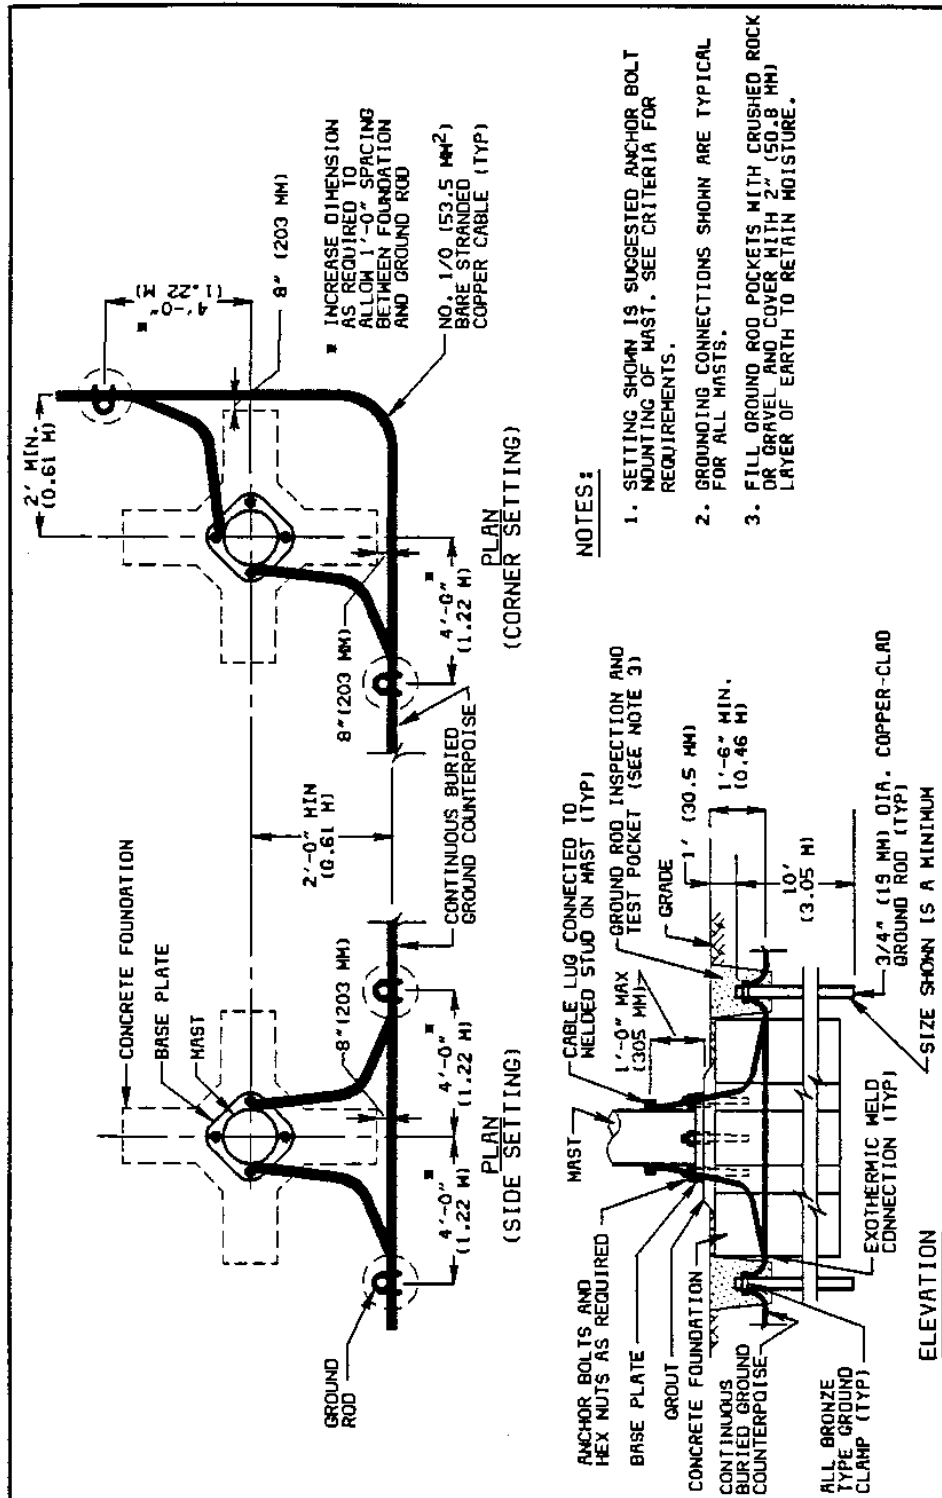 CONCRETE FOUNDATION
BASE PLATE
MAST
GROUND
ROD
8"(203 MM)
4'-0"
(1.22 M)
*
4'-0"
(1.22 M)
*
PLAN
(SIDE SETTING)
2'-0" MIN
(0.61 M)
CONTINUOUS BURIED
GROUND COUNTERPOISE
2' MIN.
(0.61 M)
4'-0"
(1.22 M)
*
8" (203 MM)
* INCREASE DIMENSION
AS REQUIRED TO
ALLOW 1'-0" SPACING
BETWEEN FOUNDATION
AND GROUND ROD
NO. 1/0 (53.5 MM²)
BARE STRANDED
COPPER CABLE (TYP)
8"(203 MM)
4'-0"
(1.22 M)
*
PLAN
(CORNER SETTING)
ANCHOR BOLTS AND
HEX NUTS AS REQUIRED
BASE PLATE
GROUT
CONCRETE FOUNDATION
CONTINUOUS
BURIED GROUND
COUNTERPOISE
ALL BRONZE
TYPE GROUND
CLAMP (TYP)
MAST
CABLE LUG CONNECTED TO
WELDED STUD ON MAST (TYP)
1'-0" MAX
(305 MM)
GROUND ROD INSPECTION AND
TEST POCKET (SEE NOTE 3)
GRADE
1' (30.5 MM)
1'-6" MIN.
(0.46 M)
10'
(3.05 M)
3/4" (19 MM) DIA. COPPER-CLAD
GROUND ROD (TYP)
SIZE SHOWN IS A MINIMUM
EXOTHERMIC WELD
CONNECTION (TYP)
ELEVATION
NOTES:
1. SETTING SHOWN IS SUGGESTED ANCHOR BOLT
MOUNTING OF MAST. SEE CRITERIA FOR
REQUIREMENTS.
2. GROUNDING CONNECTIONS SHOWN ARE TYPICAL
FOR ALL MASTS.
3. FILL GROUND ROD POCKETS WITH CRUSHED ROCK
OR GRAVEL AND COVER WITH 2" (50.8 MM)
LAYER OF EARTH TO RETAIN MOISTURE.